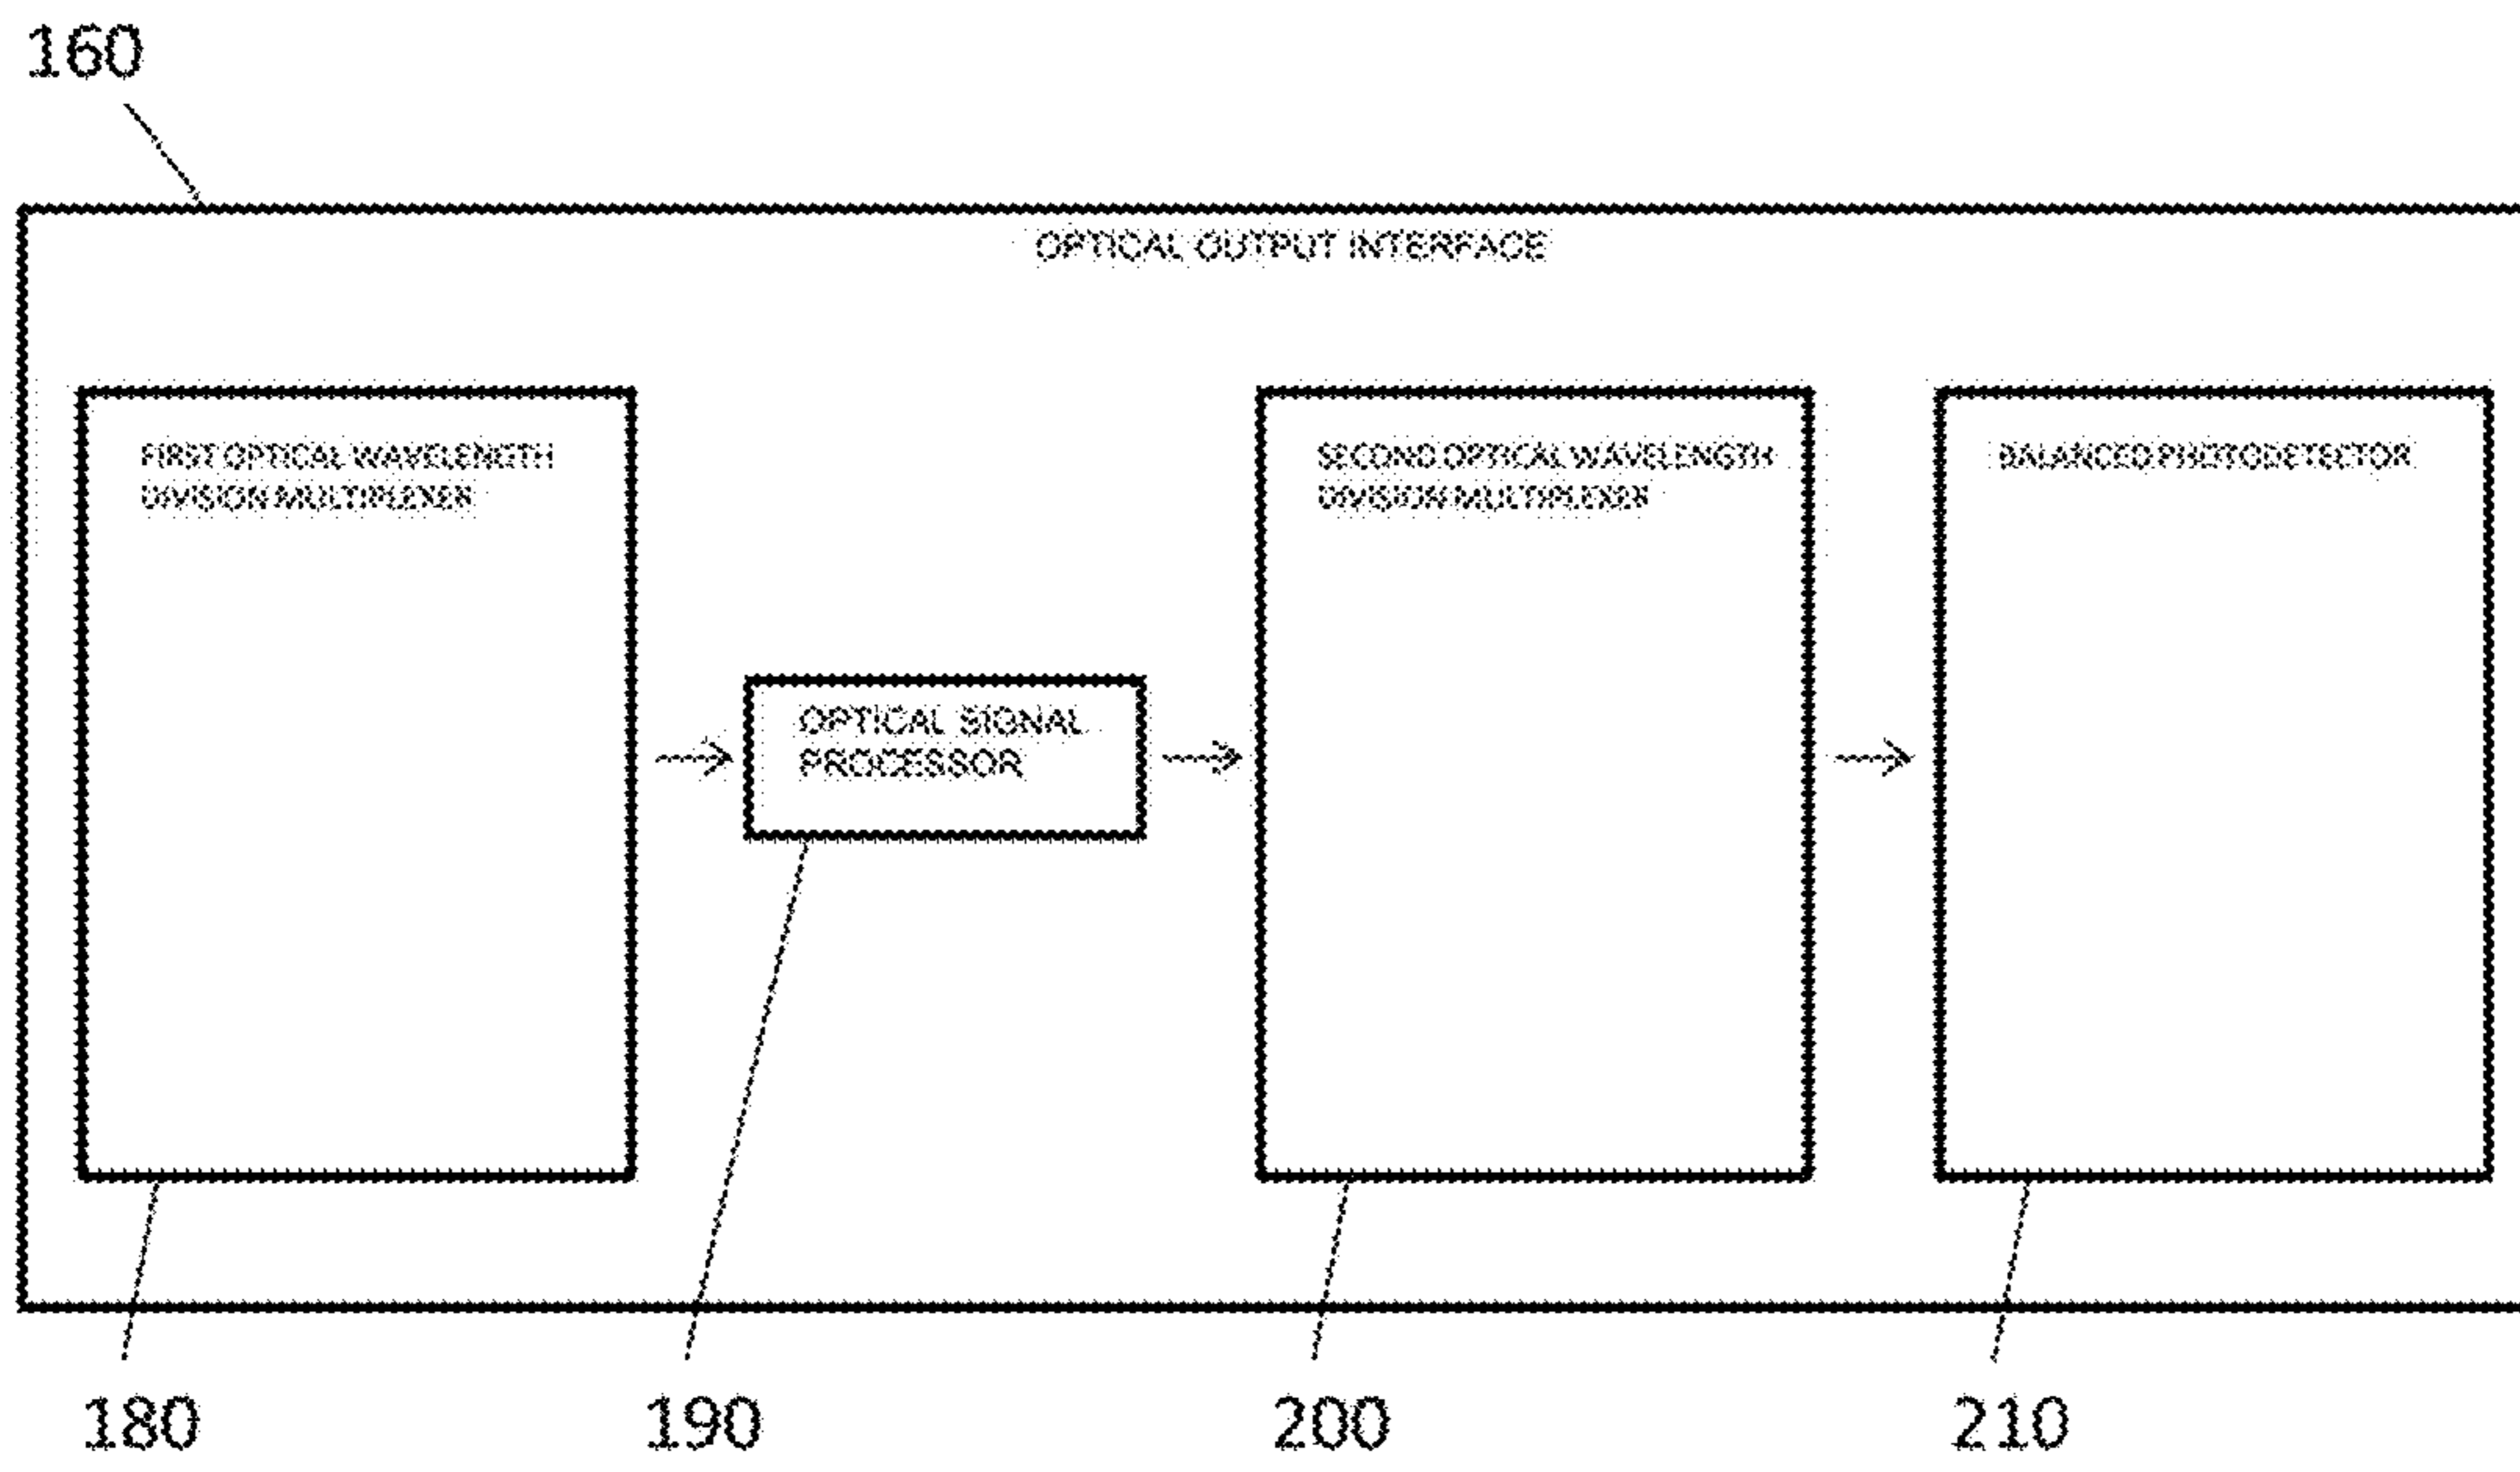 160
OPTICAL OUTPUT INTERFACE
FIRST OPTICAL WAVELENGTH
DIVISION MULTIPLEXER
OPTICAL SIGNAL
PROCESSOR
SECOND OPTICAL WAVELENGTH
DIVISION MULTIPLEXER
BALANCED PHOTODETECTOR
180
190
200
210